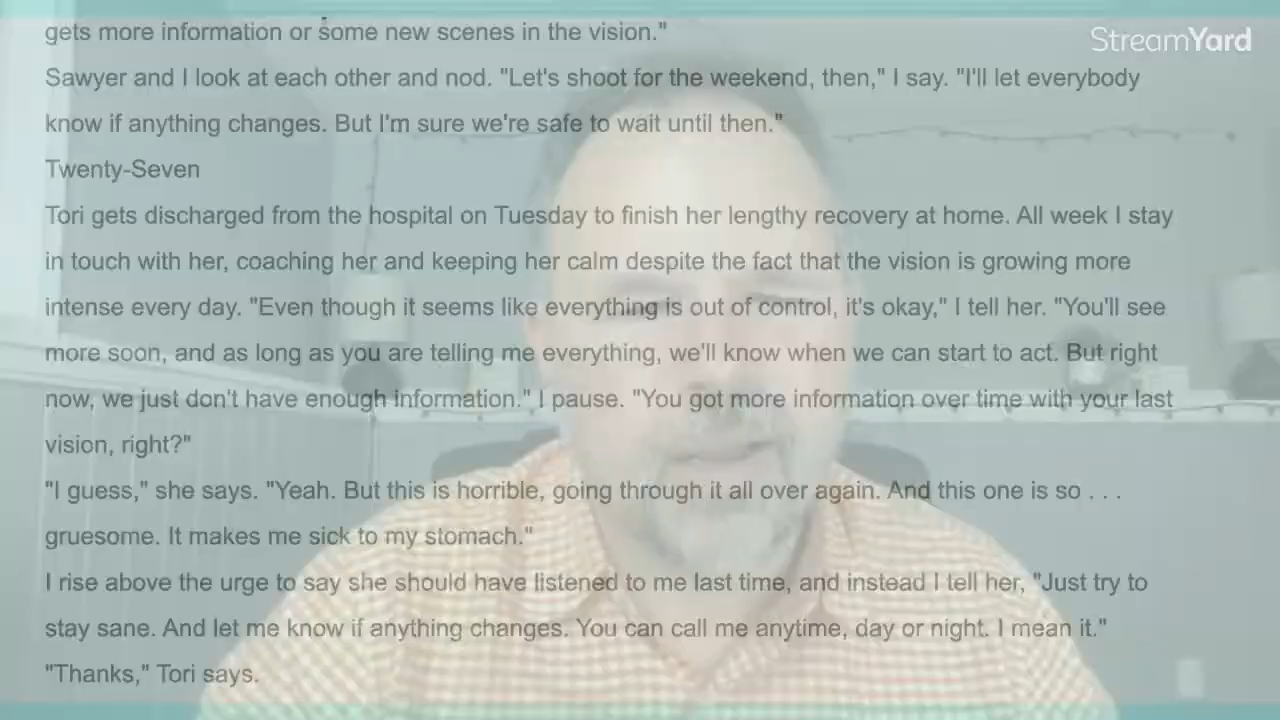 StreamYard
gets more information or some new scenes in the vision."
Sawyer and I look at each other and nod. "Let's shoot for the weekend, then," I say. "I'll let everybody
know if anything changes. But I'm sure we're safe to wait until then."
Twenty-Seven
Tori gets discharged from the hospital on Tuesday to finish her lengthy recovery at home. All week I stay
in touch with her, coaching her and keeping her calm despite the fact that the vision is growing more
intense every day. "Even though it seems like everything is out of control, it's okay," I tell her. "You'll see
more soon, and as long as you are telling me everything, we'll know when we can start to act. But right
now, we just don't have enough information." I pause. "You got more information over time with your last
vision, right?"
"I guess," she says. "Yeah. But this is horrible, going through it all over again. And this one is so . . .
gruesome. It makes me sick to my stomach."
I rise above the urge to say she should have listened to me last time, and instead I tell her, "Just try to
stay sane. And let me know if anything changes. You can call me anytime, day or night. I mean it."
"Thanks," Tori says.